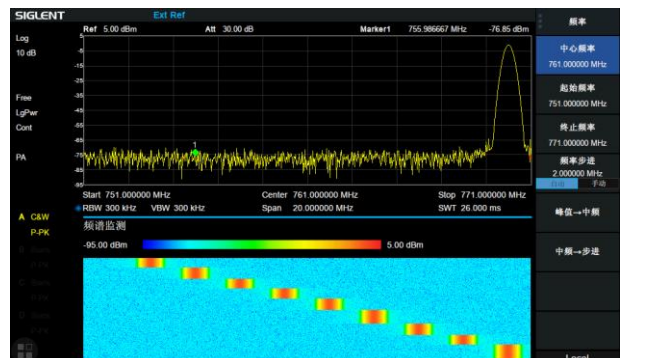 SIGLENT Ext Ref
频率
Ref 5.00 dBm Att 30.00 dB Marker1 755.986667 MHz -76.85 dBm
Log
10 dB
5
-5
-15
-25
-35
-45
-55
-65
-85
-95
Free
LgPwr
Cont
PA
1
Start 751.000000 MHz Center 761.000000 MHz Stop 771.000000 MHz
RBW 300 kHz VBW 300 kHz Span 20.000000 MHz SWT 26.000 ms
A C&W
P-PK
频谱监测
-95.00 dBm 5.00 dBm
中心频率
761.000000 MHz
起始频率
751.000000 MHz
终止频率
771.000000 MHz
频率步进
2.000000 MHz
自动 手动
峰值→中频
中频→步进
Local